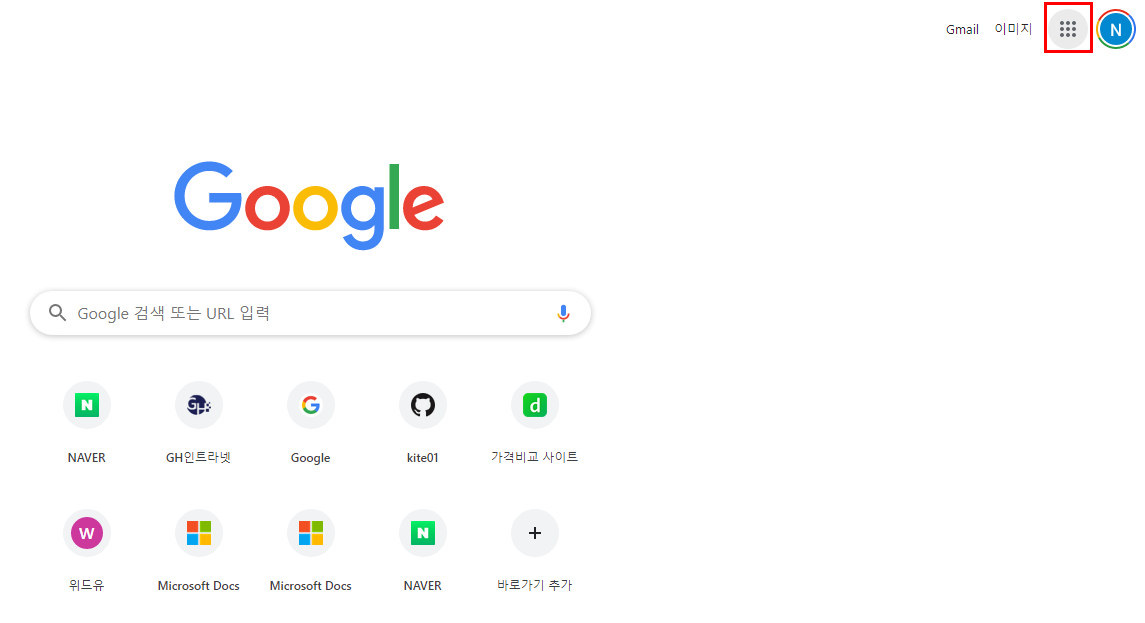 Gmail 이미지 N
Google
Google 검색 또는 URL 입력
N GH G d
NAVER GH인트라넷 Google kite01 가격비교 사이트
W N +
위드유 Microsoft Docs Microsoft Docs NAVER 바로가기 추가